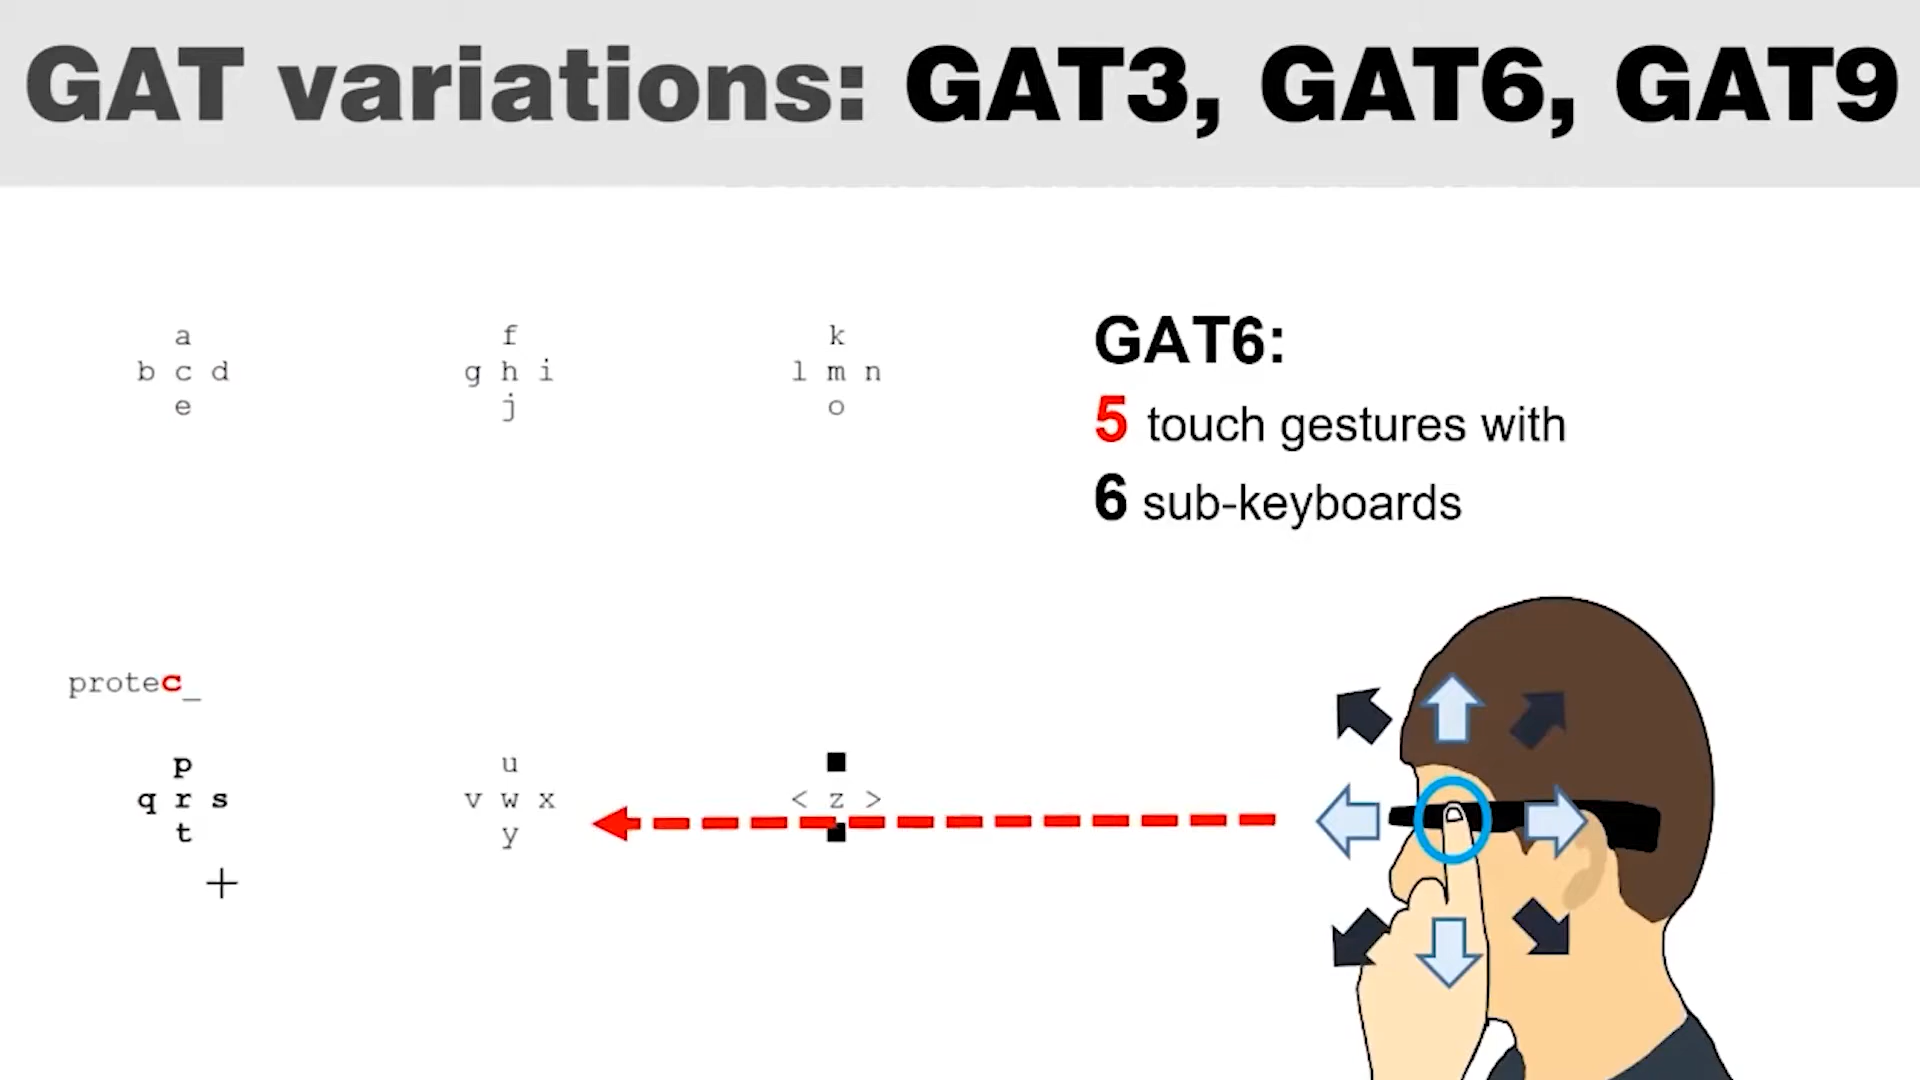 GAT variations: GAT3, GAT6, GAT9
a f k
b c d g h i l m n
e j o
GAT6:
5 touch gestures with
6 sub-keyboards
protec_
p u ■
q r s v w x < z >
t y ■